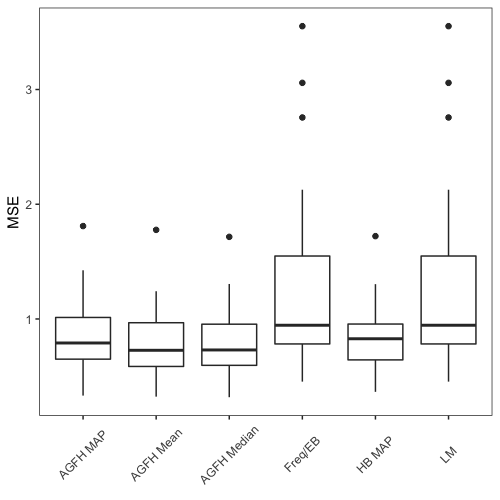 MSE
3
2
1
AGFH MAP
AGFH Mean
AGFH Median
Freq/EB
HB MAP
LM